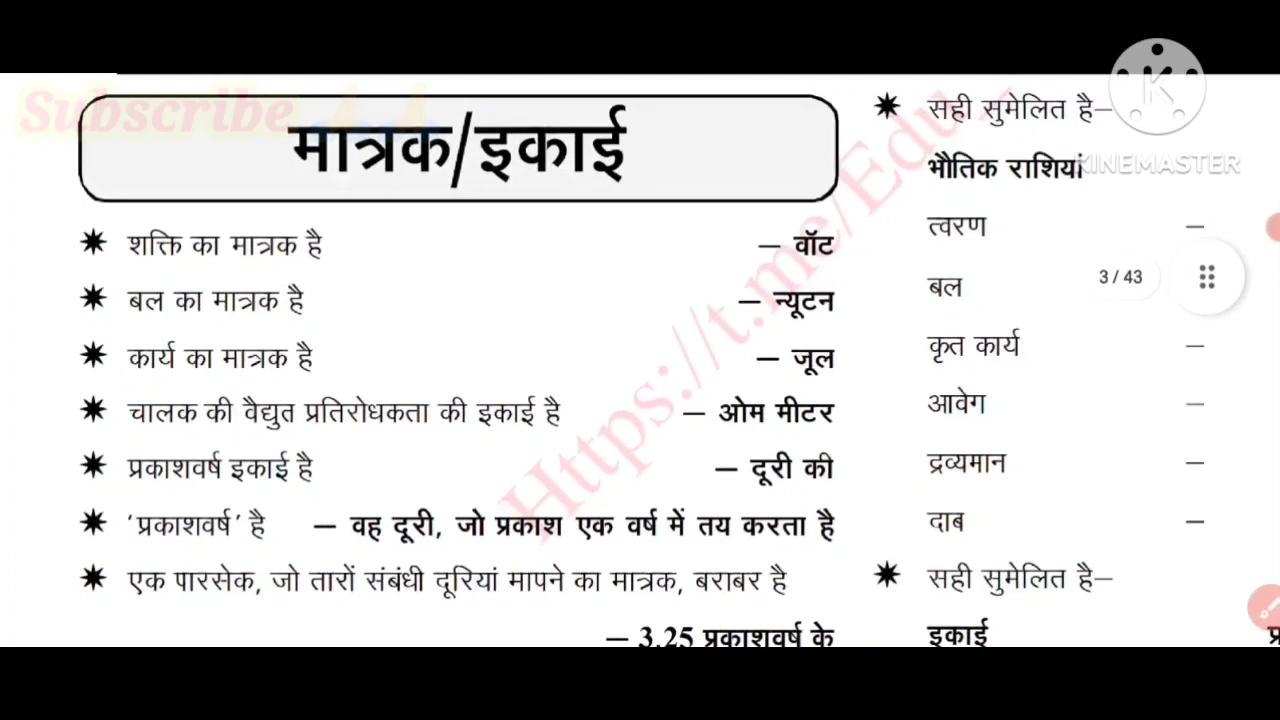 Subscribe
मात्रक/इकाई
✷ शक्ति का मात्रक है – वॉट
✷ बल का मात्रक है – न्यूटन
✷ कार्य का मात्रक है – जूल
✷ चालक की वैद्युत प्रतिरोधकता की इकाई है – ओम मीटर
✷ प्रकाशवर्ष इकाई है – दूरी की
✷ 'प्रकाशवर्ष' है – वह दूरी, जो प्रकाश एक वर्ष में तय करता है
✷ एक पारसेक, जो तारों संबंधी दूरियां मापने का मात्रक, बराबर है
– 3.25 प्रकाशवर्ष के
✷ सही सुमेलित है–
भौतिक राशियां
त्वरण –
बल
कृत कार्य –
आवेग –
द्रव्यमान –
दाब –
✷ सही सुमेलित है–
इकाई
3 / 43
K
KINEMASTER
Https://t.me/Edu